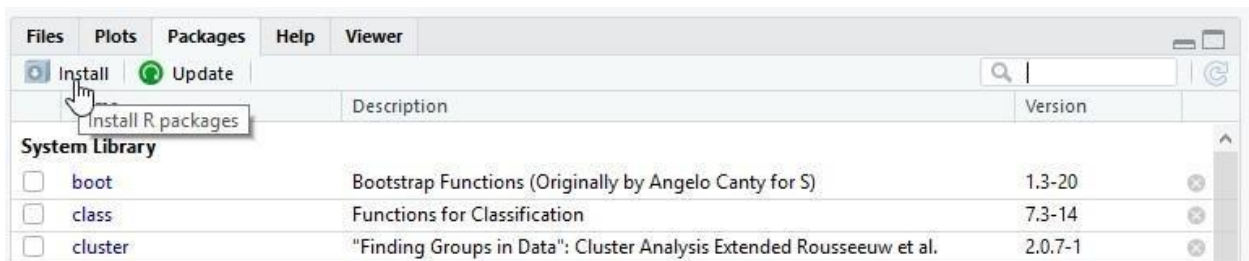 Files Plots Packages Help Viewer
Install Update
Description Version
Install R packages
System Library
boot Bootstrap Functions (Originally by Angelo Canty for S) 1.3-20
class Functions for Classification 7.3-14
cluster "Finding Groups in Data": Cluster Analysis Extended Rousseeuw et al. 2.0.7-1